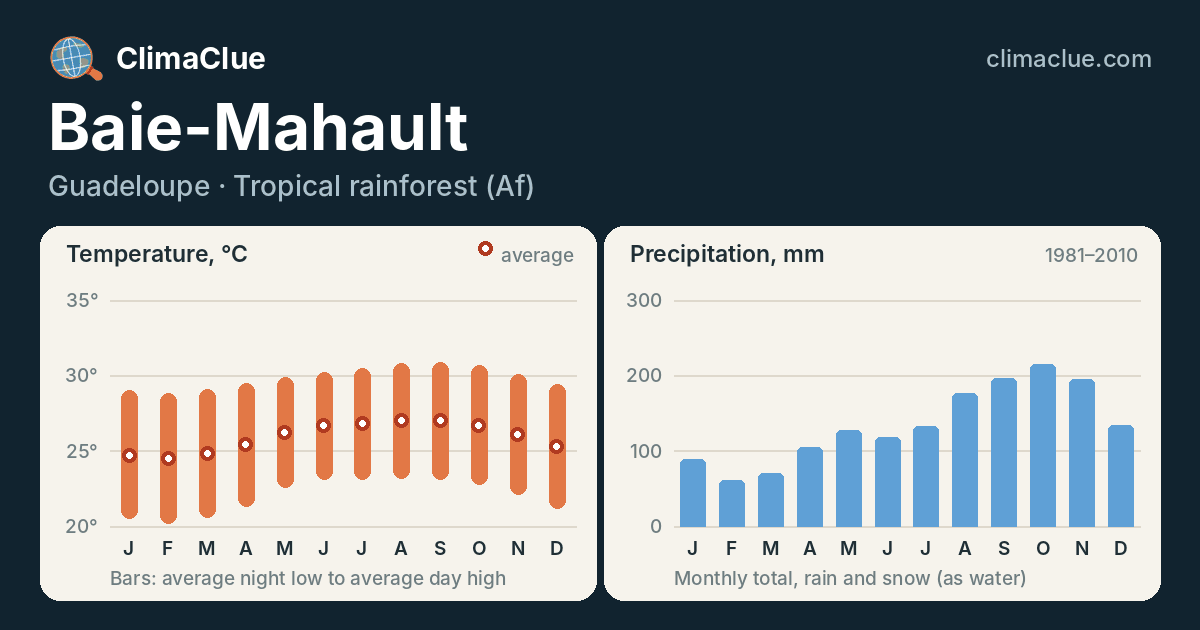 ClimaClue
climaclue.com
Baie-Mahault
Guadeloupe · Tropical rainforest (Af)
Temperature, °C
average
35°
30°
25°
20°
J F M A M J J A S O N D
Bars: average night low to average day high
Precipitation, mm
1981–2010
300
200
100
0
J F M A M J J A S O N D
Monthly total, rain and snow (as water)